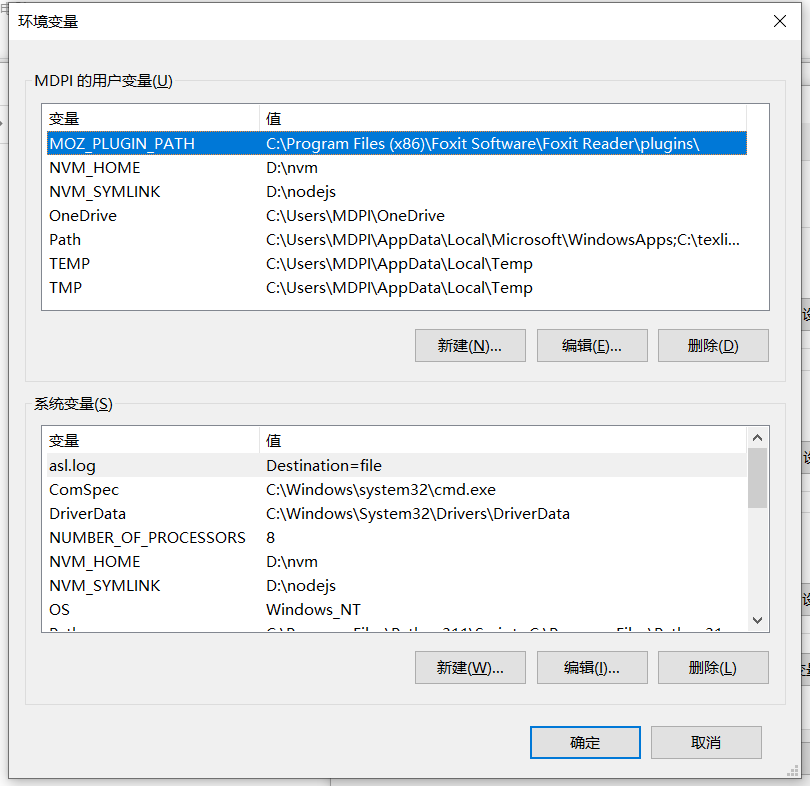 环境变量
MDPI 的用户变量(U)
变量 值
MOZ_PLUGIN_PATH C:\Program Files (x86)\Foxit Software\Foxit Reader\plugins\
NVM_HOME D:\nvm
NVM_SYMLINK D:\nodejs
OneDrive C:\Users\MDPI\OneDrive
Path C:\Users\MDPI\AppData\Local\Microsoft\WindowsApps;C:\texli...
TEMP C:\Users\MDPI\AppData\Local\Temp
TMP C:\Users\MDPI\AppData\Local\Temp
新建(N)... 编辑(E)... 删除(D)
系统变量(S)
变量 值
asl.log Destination=file
ComSpec C:\Windows\system32\cmd.exe
DriverData C:\Windows\System32\Drivers\DriverData
NUMBER_OF_PROCESSORS 8
NVM_HOME D:\nvm
NVM_SYMLINK D:\nodejs
OS Windows_NT
新建(W)... 编辑(I)... 删除(L)
确定 取消